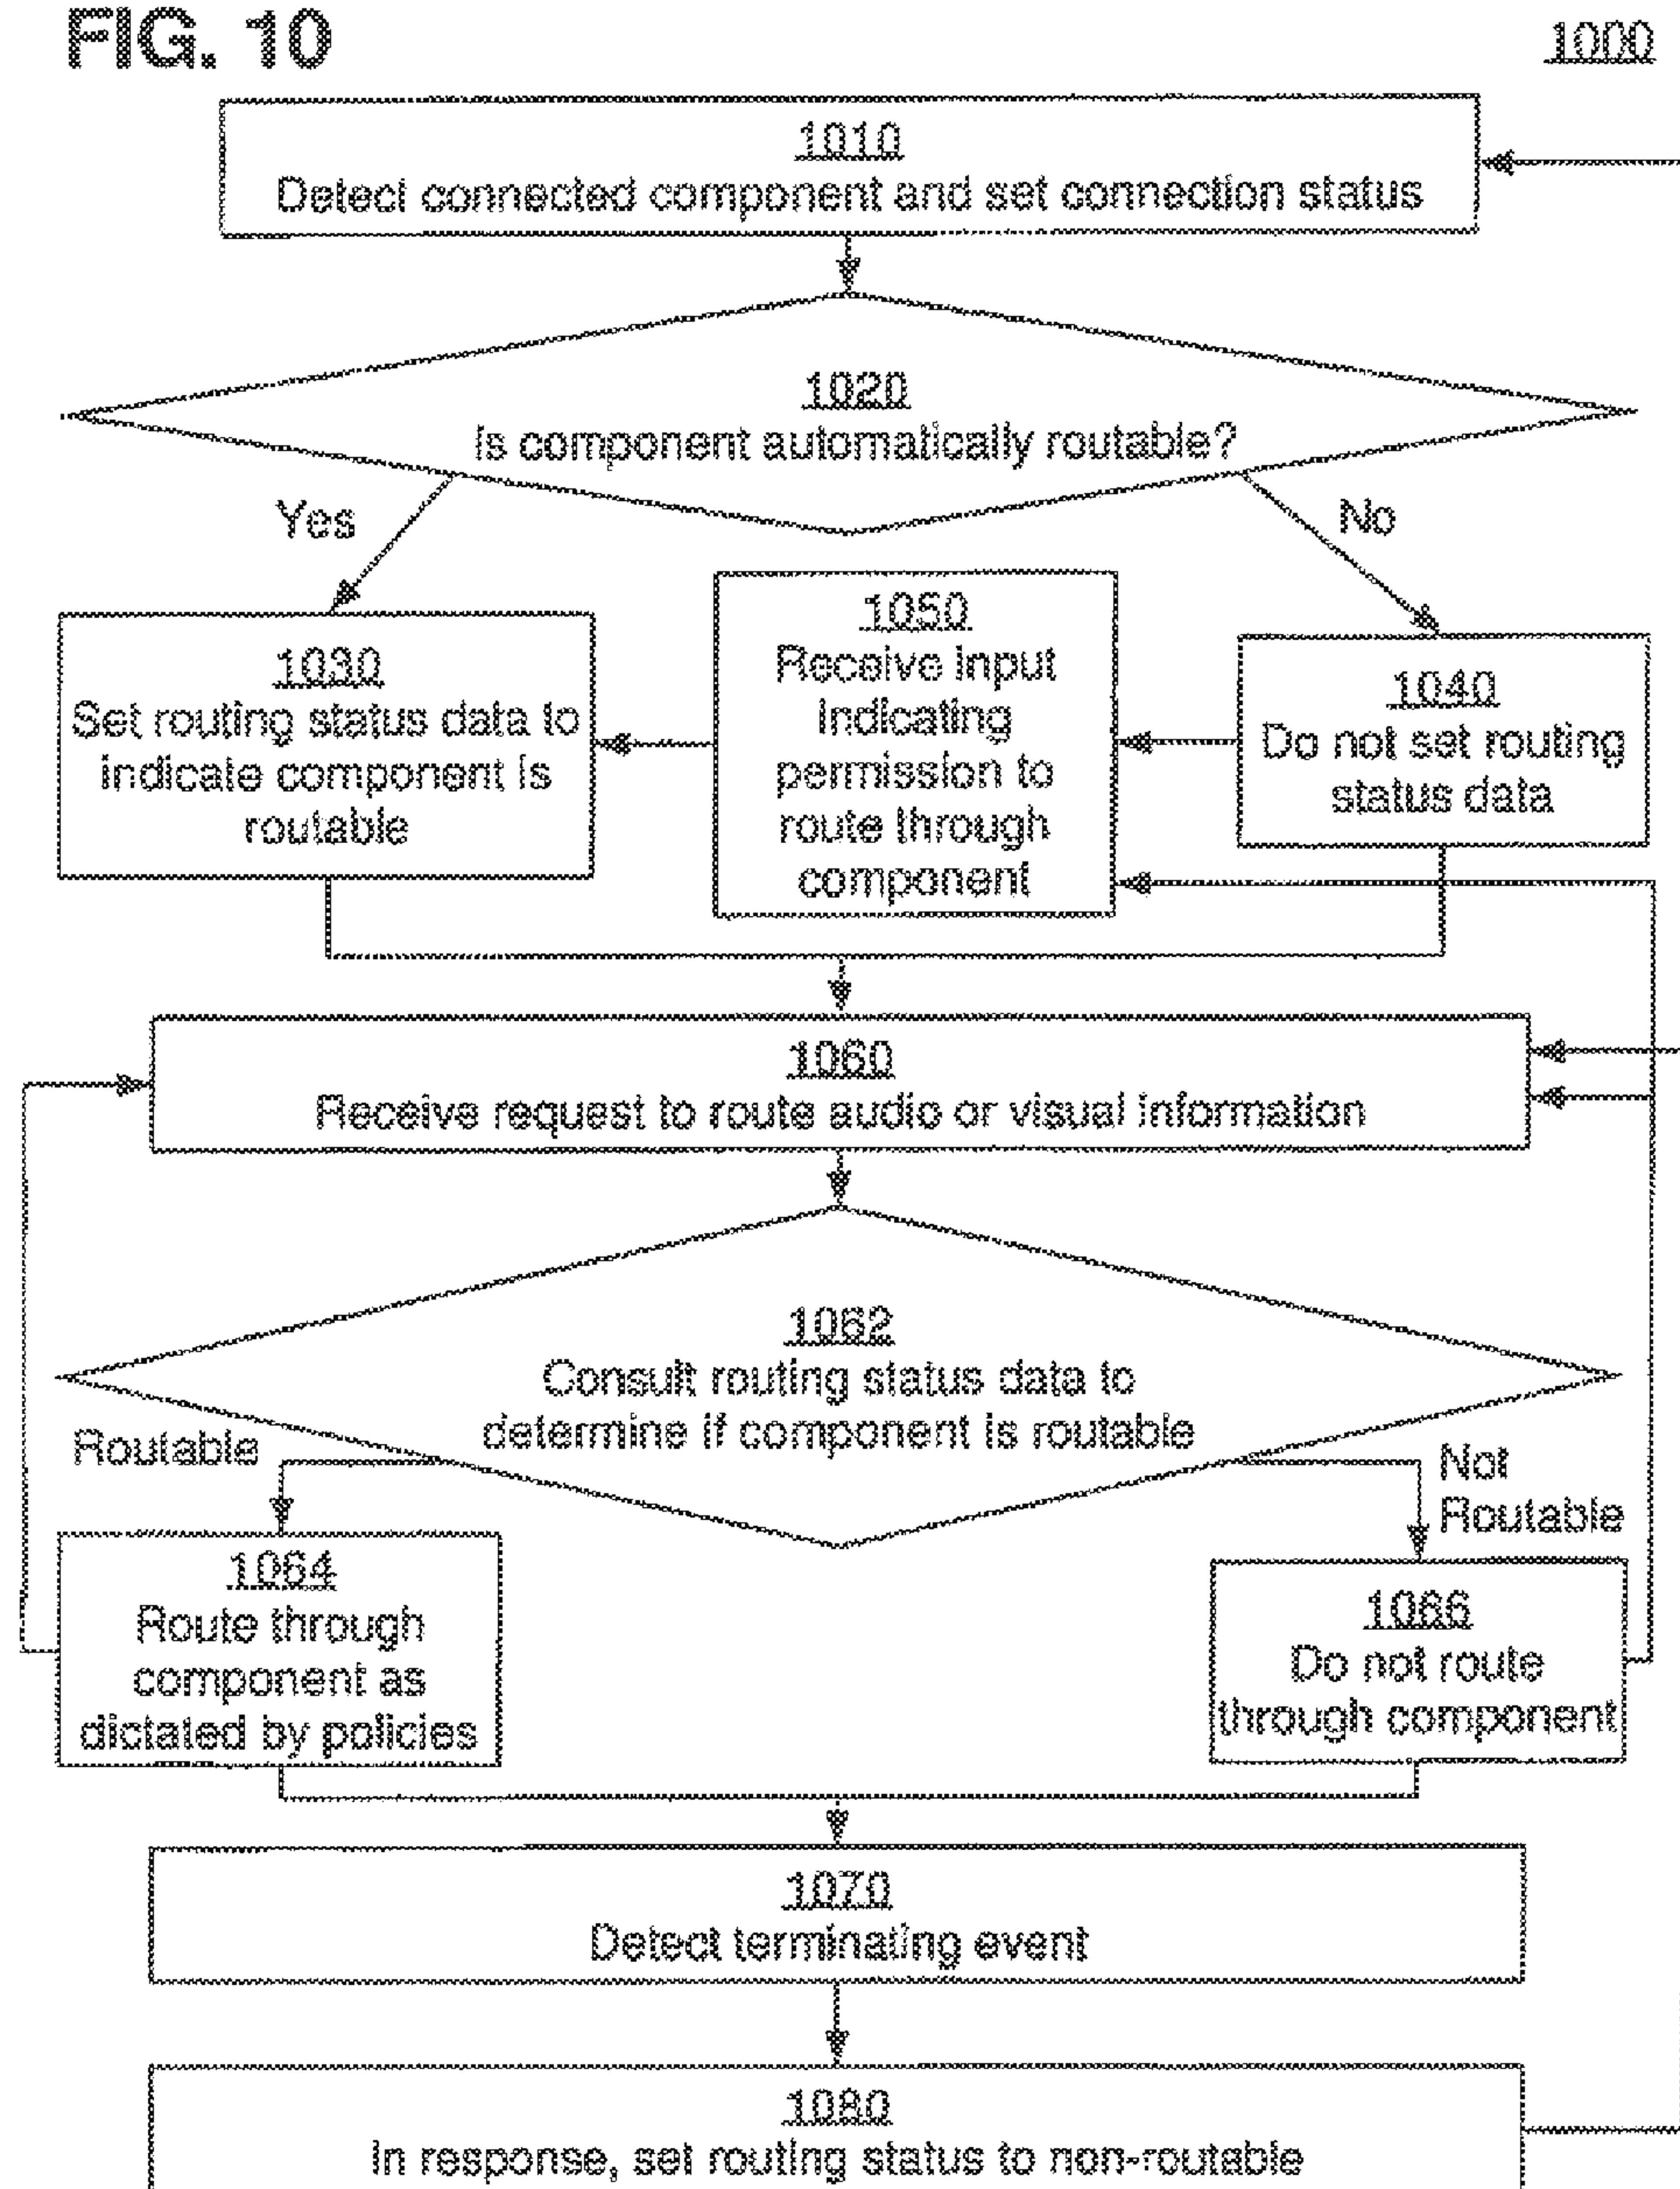 FIG. 10
1000
1010
Detect connected component and set connection status
1020
Is component automatically routable?
Yes
No
1030
Set routing status data to
indicate component is
routable
1050
Receive input
indicating
permission to
route through
component
1040
Do not set routing
status data
1060
Receive request to route audio or visual information
1062
Consult routing status data to
determine if component is routable
Routable
Not
Routable
1064
Route through
component as
dictated by policies
1066
Do not route
through component
1070
Detect terminating event
1080
In response, set routing status to non-routable